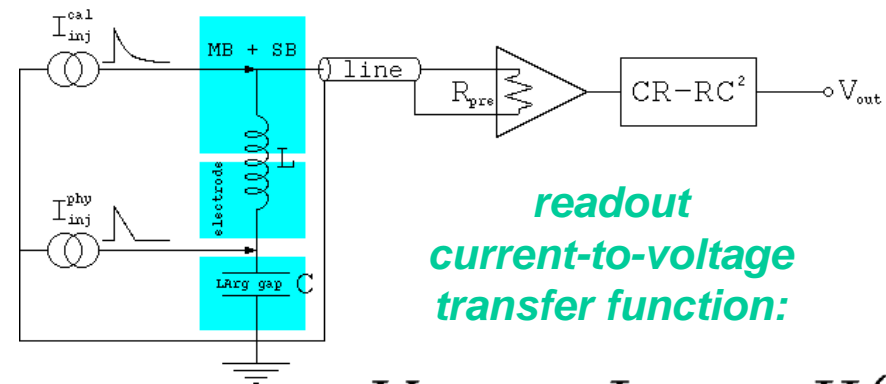 I cal inj
MB + SB
line
R pre
CR-RC²
V out
L
electrode
I phy inj
LArg gap C
readout
current-to-voltage
transfer function: